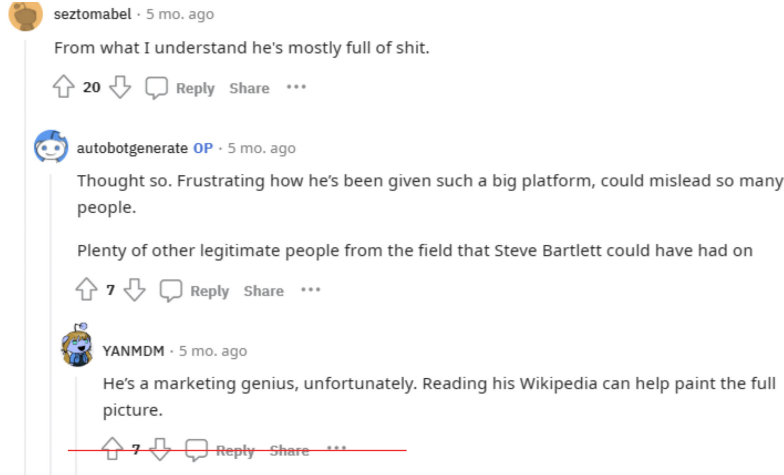 seztomabel · 5 mo. ago
From what I understand he's mostly full of shit.
20 Reply Share •••
autobotgenerate OP · 5 mo. ago
Thought so. Frustrating how he’s been given such a big platform, could mislead so many
people.
Plenty of other legitimate people from the field that Steve Bartlett could have had on
7 Reply Share •••
YANMDM · 5 mo. ago
He’s a marketing genius, unfortunately. Reading his Wikipedia can help paint the full
picture.
7 Reply Share •••